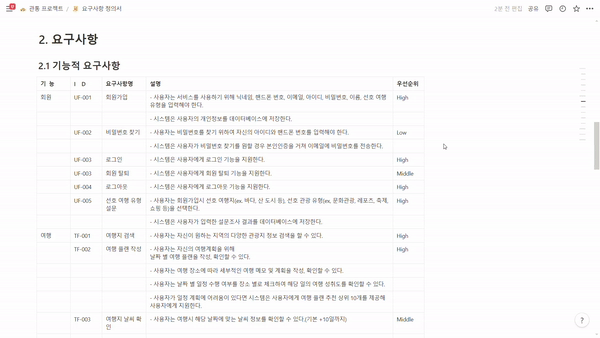 관통 프로젝트 / 요구사항 정의서
2분 전 편집 공유
2. 요구사항
2.1 기능적 요구사항
기 능 I D 요구사항명 설명 우선순위
회원 UF-001 회원가입 - 사용자는 서비스를 사용하기 위해 닉네임, 핸드폰 번호, 이메일, 아이디, 비밀번호, 이름, 선호 여행 High
유형을 입력해야 한다.
- 시스템은 사용자의 개인정보를 데이터베이스에 저장한다.
UF-002 비밀번호 찾기 - 사용자는 비밀번호를 찾기 위하여 자신의 아이디와 핸드폰 번호를 입력해야 한다. Low
- 시스템은 사용자가 비밀번호 찾기를 원할 경우 본인인증을 거쳐 이메일에 비밀번호를 전송한다.
UF-003 로그인 - 시스템은 사용자에게 로그인 기능을 지원한다. High
UF-003 회원 탈퇴 - 시스템은 사용자에게 회원 탈퇴 기능을 지원한다. Middle
UF-004 로그아웃 - 시스템은 사용자에게 로그아웃 기능을 지원한다. High
UF-005 선호 여행 유형 - 사용자는 회원가입시 선호 여행지(ex, 바다, 산 도시 등), 선호 관광 유형(ex, 문화관광, 레포츠, 축제, High
설문 쇼핑 등)을 선택한다.
- 시스템은 사용자가 입력한 설문조사 결과를 데이터베이스에 저장한다.
여행 TF-001 여행지 검색 - 사용자는 자신이 원하는 지역의 다양한 관광지 정보 검색을 할 수 있다. High
TF-002 여행 플랜 작성 - 사용자는 자신의 여행계획을 위해 High
날짜 별 여행 플랜을 작성, 확인할 수 있다.
- 사용자는 여행 장소에 따라 세부적인 여행 메모 및 계획을 작성, 확인할 수 있다.
- 사용자는 날짜 별 일정 수행 여부를 장소 별로 체크하여 해당 일의 여행 성취도를 확인할 수 있다.
- 사용자가 일정 계획에 어려움이 있다면 시스템은 사용자에게 여행 플랜 추천 상위 10개를 제공해
사용자에게 지원한다.
TF-003 여행지 날씨 확 - 사용자는 여행시 해당 날짜에 맞는 날씨 정보를 확인할 수 있다.(기본 +10일까지) Middle
인
?